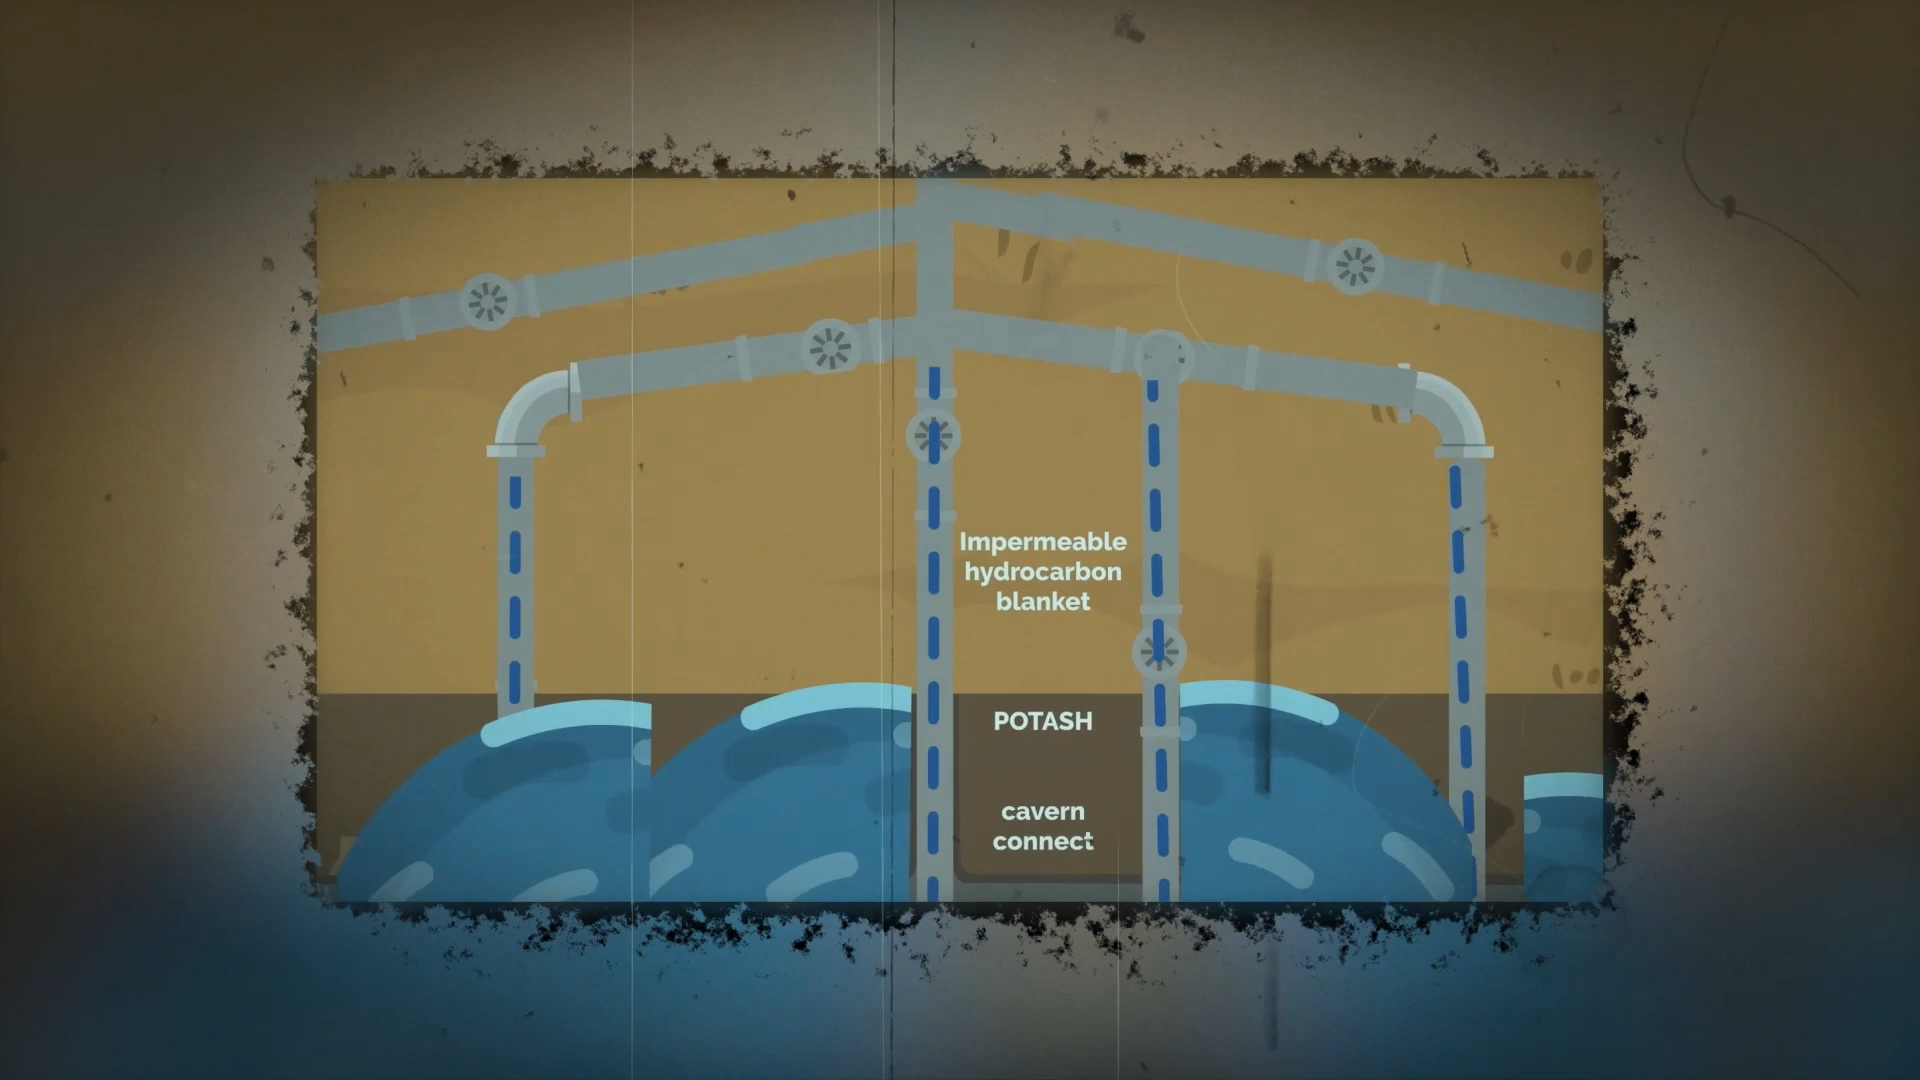 Impermeable
hydrocarbon
blanket
POTASH
cavern
connect